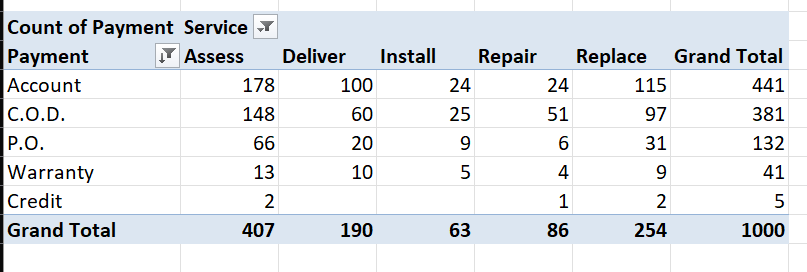 Count of Payment Service
Payment Assess Deliver Install Repair Replace Grand Total
Account 178 100 24 24 115 441
C.O.D. 148 60 25 51 97 381
P.O. 66 20 9 6 31 132
Warranty 13 10 5 4 9 41
Credit 2 1 2 5
Grand Total 407 190 63 86 254 1000